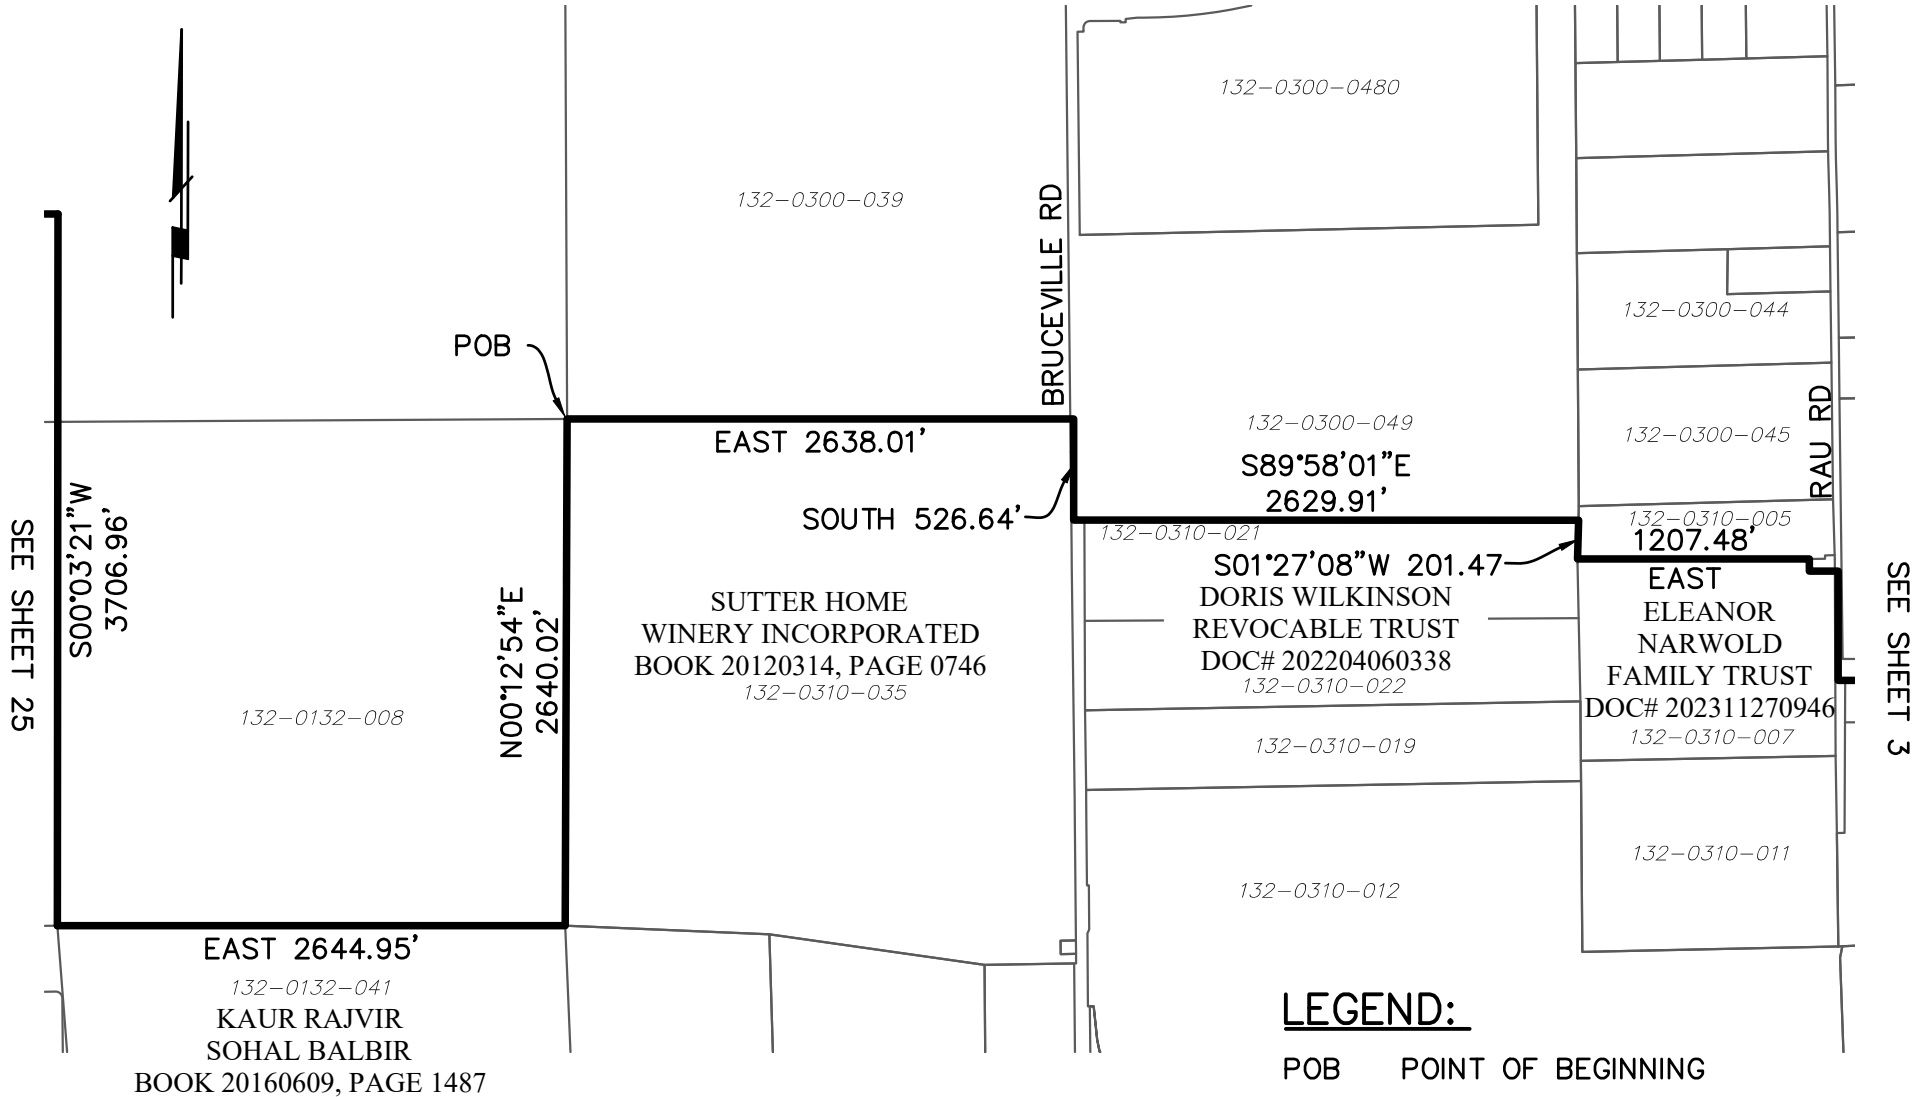 132-0300-0480
132-0300-039
BRUCEVILLE RD
132-0300-044
POB
EAST 2638.01'
132-0300-049
S89°58'01"E
2629.91'
132-0300-045
RAU RD
SOUTH 526.64'
132-0310-021
S01°27'08"W 201.47
132-0310-005
1207.48'
EAST
SEE SHEET 25
S00°03'21"W
3706.96'
132-0132-008
N00°12'54"E
2640.02'
SUTTER HOME
WINERY INCORPORATED
BOOK 20120314, PAGE 0746
132-0310-035
DORIS WILKINSON
REVOCABLE TRUST
DOC# 202204060338
132-0310-022
ELEANOR
NARWOLD
FAMILY TRUST
DOC# 202311270946
132-0310-007
SEE SHEET 3
132-0310-019
132-0310-011
132-0310-012
EAST 2644.95'
132-0132-041
KAUR RAJVIR
SOHAL BALBIR
BOOK 20160609, PAGE 1487
LEGEND:
POB POINT OF BEGINNING